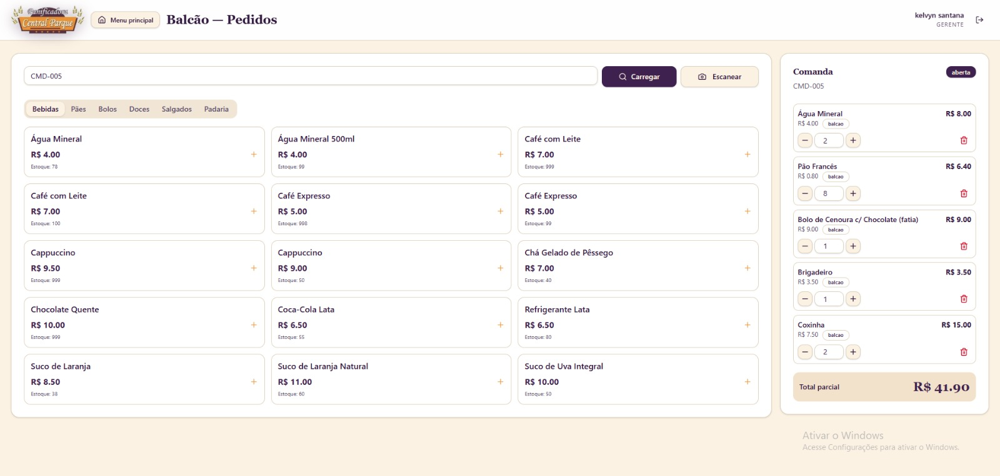 Panificadora
Central Parque
Menu principal
Balcão — Pedidos
kelvyn santana
GERENTE
CMD-005
Carregar
Escanear
Bebidas Pães Bolos Doces Salgados Padaria
Água Mineral
R$ 4.00
Estoque: 78
Água Mineral 500ml
R$ 4.00
Estoque: 99
Café com Leite
R$ 7.00
Estoque: 999
Café com Leite
R$ 7.00
Estoque: 100
Café Expresso
R$ 5.00
Estoque: 998
Café Expresso
R$ 5.00
Estoque: 99
Cappuccino
R$ 9.50
Estoque: 999
Cappuccino
R$ 9.00
Estoque: 50
Chá Gelado de Pêssego
R$ 7.00
Estoque: 40
Chocolate Quente
R$ 10.00
Estoque: 999
Coca-Cola Lata
R$ 6.50
Estoque: 55
Refrigerante Lata
R$ 6.50
Estoque: 80
Suco de Laranja
R$ 8.50
Estoque: 38
Suco de Laranja Natural
R$ 11.00
Estoque: 60
Suco de Uva Integral
R$ 10.00
Estoque: 50
Comanda aberta
CMD-005
Água Mineral R$ 8.00
R$ 4.00 balcao
2
Pão Francês R$ 6.40
R$ 0.80 balcao
8
Bolo de Cenoura c/ Chocolate (fatia) R$ 9.00
R$ 9.00 balcao
1
Brigadeiro R$ 3.50
R$ 3.50 balcao
1
Coxinha R$ 15.00
R$ 7.50 balcao
2
Total parcial R$ 41.90
Ativar o Windows
Acesse Configurações para ativar o Windows.